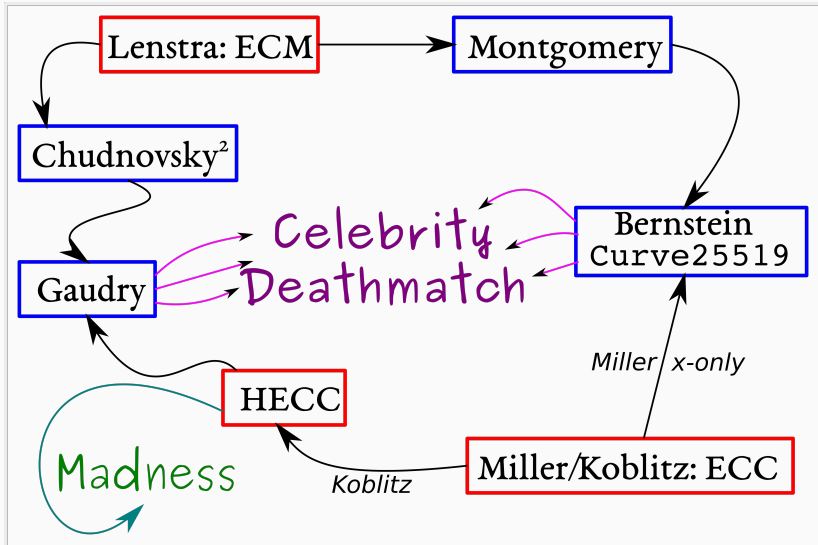 Lenstra: ECM
Montgomery
Chudnovsky²
Celebrity
Deathmatch
Bernstein
Curve25519
Gaudry
Miller x-only
HECC
Madness
Koblitz
Miller/Koblitz: ECC